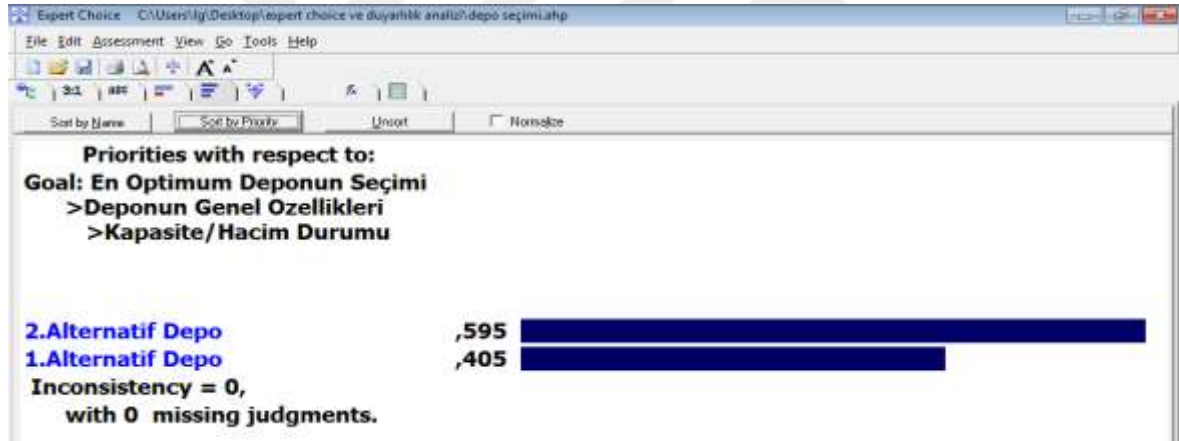 Expert Choice C:\Users\lg\Desktop\expert choice ve duyarlılık analizi\depo seçimi.ahp
File Edit Assessment View Go Tools Help
3:1 ABC
Sort by Name Sort by Priority Unsort Normalize
Priorities with respect to:
Goal: En Optimum Deponun Seçimi
>Deponun Genel Ozellikleri
>Kapasite/Hacim Durumu
2.Alternatif Depo ,595
1.Alternatif Depo ,405
Inconsistency = 0,
with 0 missing judgments.